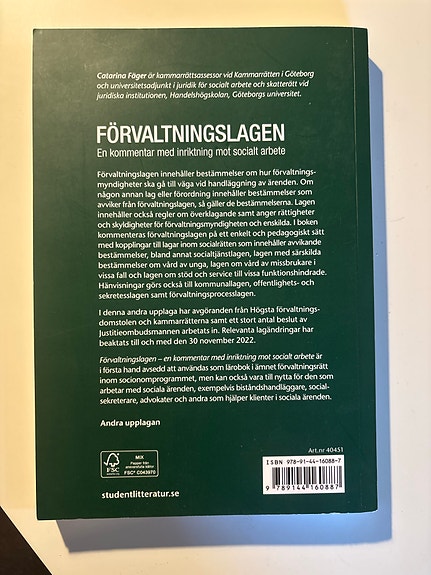 Catarina Fäger är kammarrättsassessor vid Kammarrätten i Göteborg
och universitetsadjunkt i juridik för socialt arbete och skatterätt vid
juridiska institutionen, Handelshögskolan, Göteborgs universitet.
FÖRVALTNINGSLAGEN
En kommentar med inriktning mot socialt arbete
Förvaltningslagen innehåller bestämmelser om hur förvaltnings-
myndigheter ska gå till väga vid handläggning av ärenden. Om
någon annan lag eller förordning innehåller bestämmelser som
avviker från förvaltningslagen, så gäller de bestämmelserna. Lagen
innehåller också regler om överklagande samt anger rättigheter
och skyldigheter för förvaltningsmyndigheten och enskilda. I boken
kommenteras förvaltningslagen på ett enkelt och pedagogiskt sätt
med kopplingar till lagar inom socialrätten som innehåller avvikande
bestämmelser, bland annat socialtjänstlagen, lagen med särskilda
bestämmelser om vård av unga, lagen om vård av missbrukare i
vissa fall och lagen om stöd och service till vissa funktionshindrade.
Hänvisningar görs också till kommunallagen, offentlighets- och
sekretesslagen samt förvaltningsprocesslagen.
I denna andra upplaga har avgöranden från Högsta förvaltnings-
domstolen och kammarrätterna samt ett stort antal beslut av
Justitieombudsmannen arbetats in. Relevanta lagändringar har
beaktats till och med den 30 november 2022.
Förvaltningslagen – en kommentar med inriktning mot socialt arbete är
i första hand avsedd att användas som lärobok i ämnet förvaltningsrätt
inom socionomprogrammet, men kan också vara till nytta för den som
arbetar med sociala ärenden, exempelvis biståndshandläggare, social-
sekreterare, advokater och andra som hjälper klienter i sociala ärenden.
Andra upplagan
Art.nr 40451
ISBN 978-91-44-16088-7
9 789144 160887
FSC
MIX
Papper från
ansvarsfulla källor
FSC® C043970
studentlitteratur.se